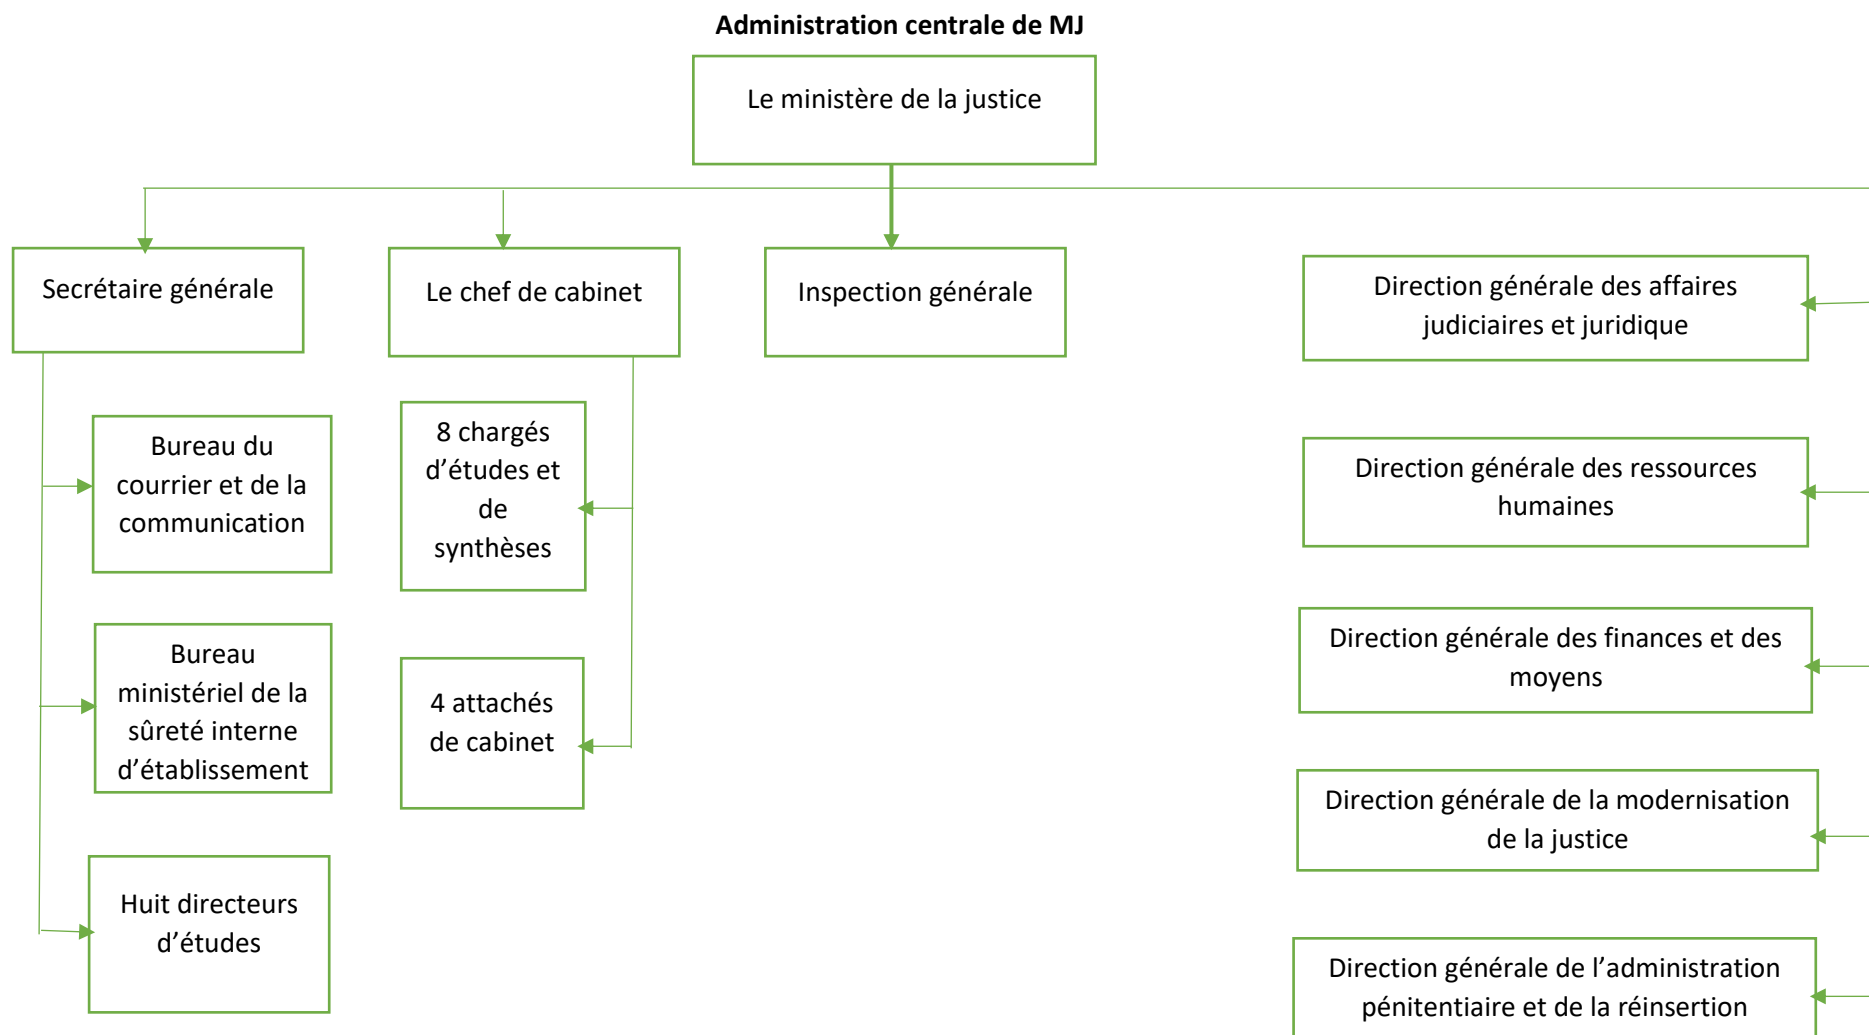 Administration centrale de MJ
Le ministère de la justice
Secrétaire générale
Le chef de cabinet
Inspection générale
Direction générale des affaires
judiciaires et juridique
Bureau du
courrier et de la
communication
8 chargés
d’études et
de
synthèses
Direction générale des ressources
humaines
Bureau
ministériel de la
sûreté interne
d’établissement
4 attachés
de cabinet
Direction générale des finances et des
moyens
Direction générale de la modernisation
de la justice
Huit directeurs
d’études
Direction générale de l’administration
pénitentiaire et de la réinsertion